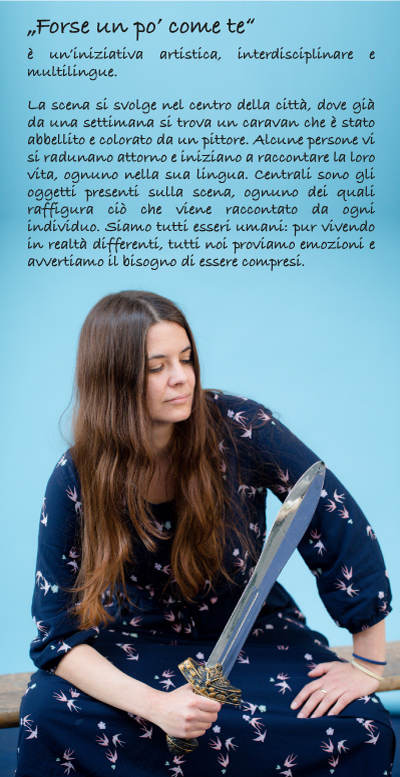 „Forse un po’ come te“
è un’iniziativa artistica, interdisciplinare e
multilingue.
La scena si svolge nel centro della città, dove già
da una settimana si trova un caravan che è stato
abbellito e colorato da un pittore. Alcune persone vi
si radunano attorno e iniziano a raccontare la loro
vita, ognuno nella sua lingua. Centrali sono gli
oggetti presenti sulla scena, ognuno dei quali
raffigura ciò che viene raccontato da ogni
individuo. Siamo tutti esseri umani: pur vivendo
in realtà differenti, tutti noi proviamo emozioni e
avvertiamo il bisogno di essere compresi.